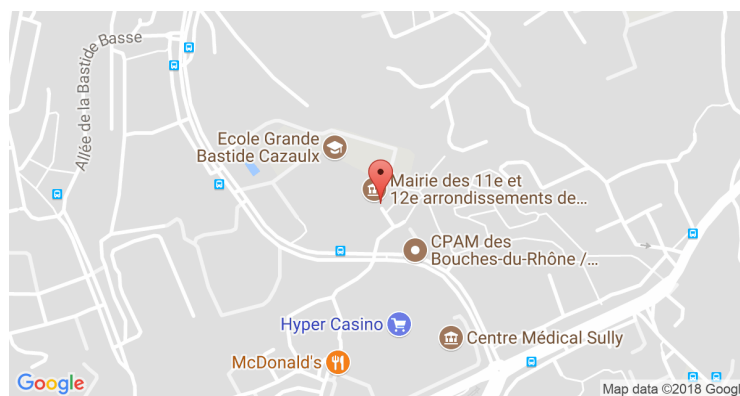 Allée de la Bastide Basse
Ecole Grande
Bastide Cazaulx
Mairie des 11e et
12e arrondissements de...
CPAM des
Bouches-du-Rhône /...
Hyper Casino
Centre Médical Sully
McDonald's
Google
Map data ©2018 Googl